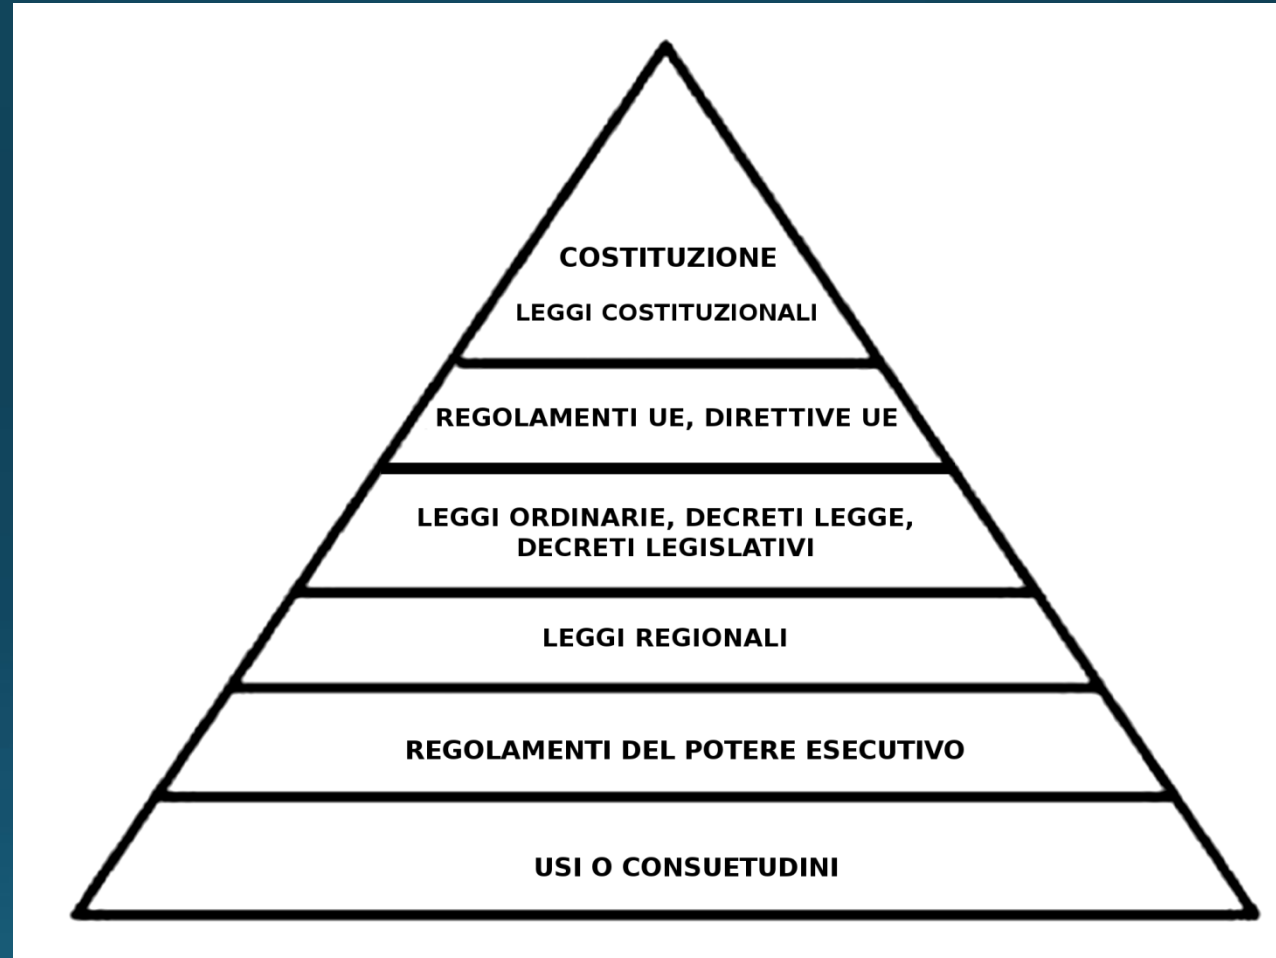 COSTITUZIONE
LEGGI COSTITUZIONALI
REGOLAMENTI UE, DIRETTIVE UE
LEGGI ORDINARIE, DECRETI LEGGE,
DECRETI LEGISLATIVI
LEGGI REGIONALI
REGOLAMENTI DEL POTERE ESECUTIVO
USI O CONSUETUDINI